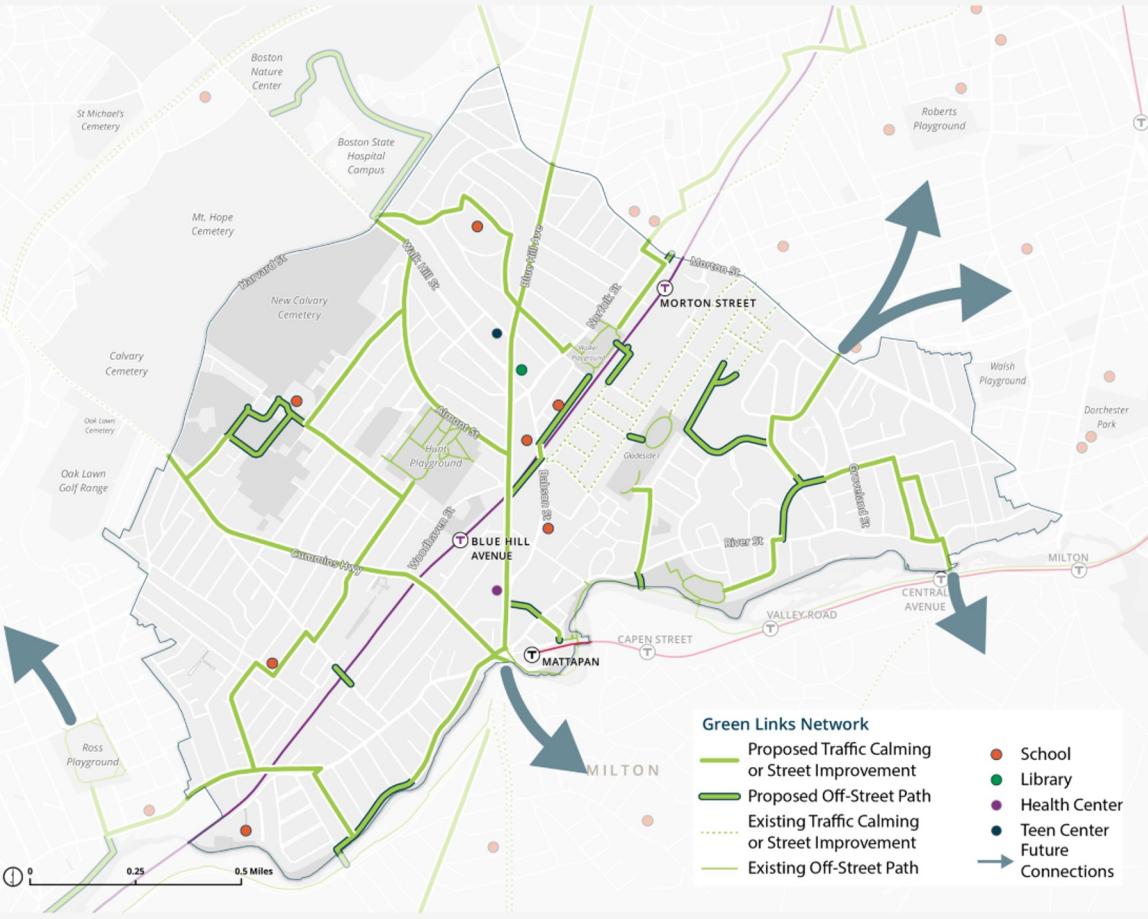 Boston
Nature
Center
St Michael's
Cemetery
Boston State
Hospital
Campus
Roberts
Playground
T
Mt. Hope
Cemetery
Harvard St
Walk Hill St
Blue Hill Ave
Morton St
T
MORTON STREET
New Calvary
Cemetery
Norfolk St
Walker
Playground
Calvary
Cemetery
Walsh
Playground
Dorchester
Park
Oak Lawn
Cemetery
Almont St
Hunt
Playground
Gladeside I
Oak Lawn
Golf Range
Babson St
Groveland St
Woodhaven St
T
BLUE HILL
AVENUE
River St
Cummins Hwy
MILTON
T
T
CENTRAL
AVENUE
VALLEY ROAD
T
CAPEN STREET
T
T
MATTAPAN
Ross
Playground
MILTON
Green Links Network
Proposed Traffic Calming
or Street Improvement
Proposed Off-Street Path
Existing Traffic Calming
or Street Improvement
Existing Off-Street Path
School
Library
Health Center
Teen Center
Future
Connections
0
0.25
0.5 Miles